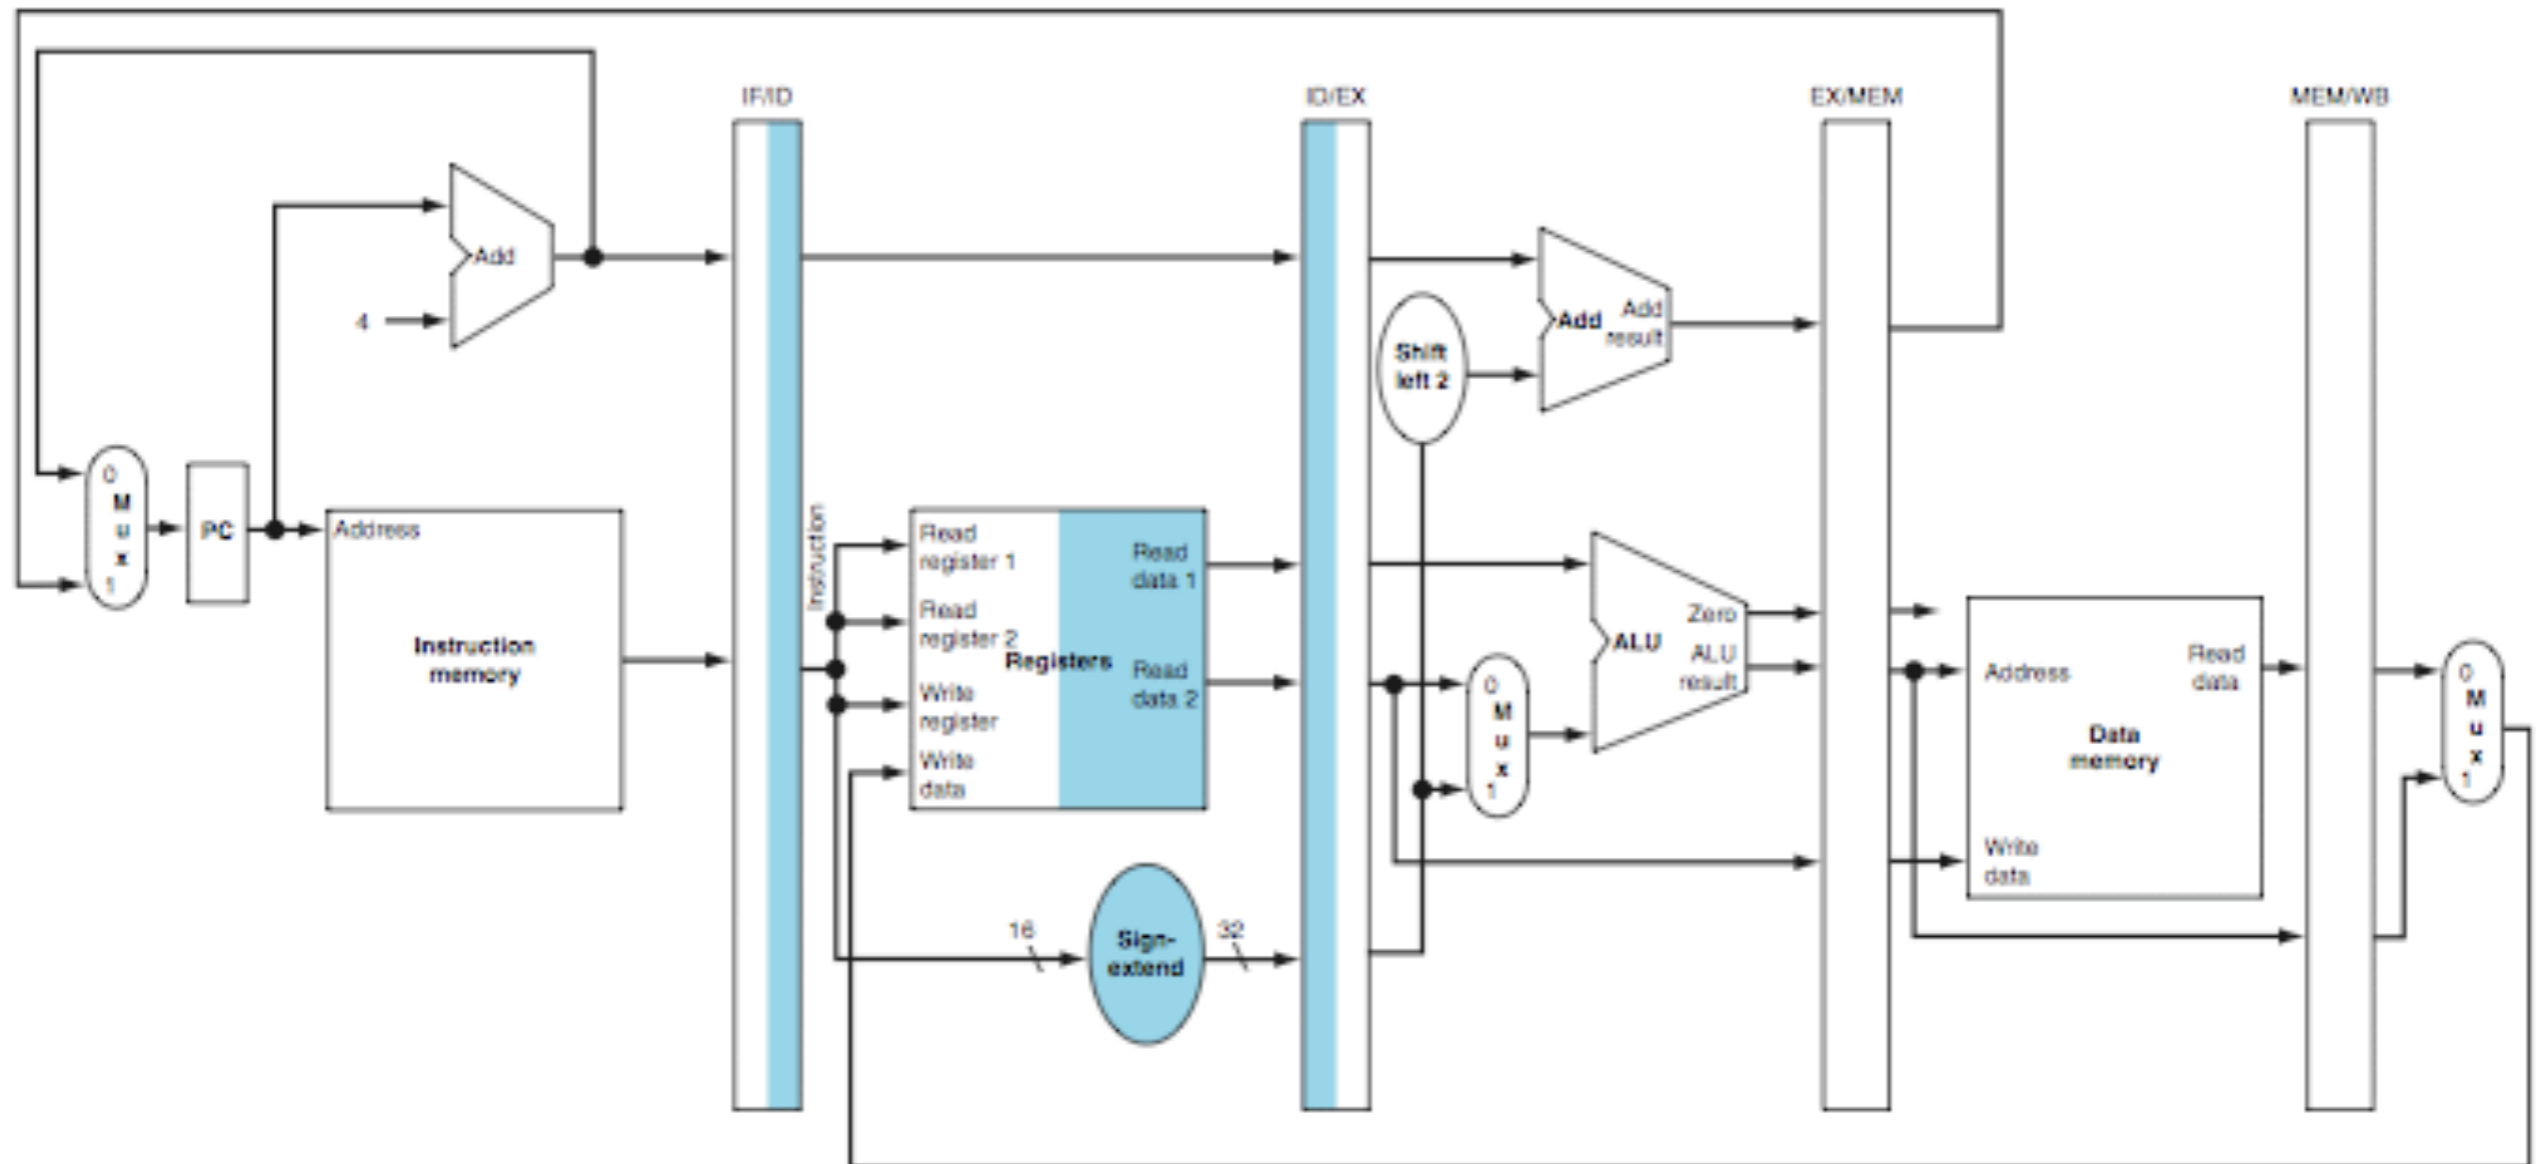 IF/ID
ID/EX
EX/MEM
MEM/WB
Add
4
Add
Add
result
Shift
left 2
0
M
u
x
1
PC
Address
Instruction
memory
Instruction
Read
register 1
Read
register 2
Registers
Write
register
Write
data
Read
data 1
Read
data 2
16
Sign-
extend
32
0
M
u
x
1
Zero
ALU
ALU
result
Address
Read
data
Data
memory
Write
data
0
M
u
x
1